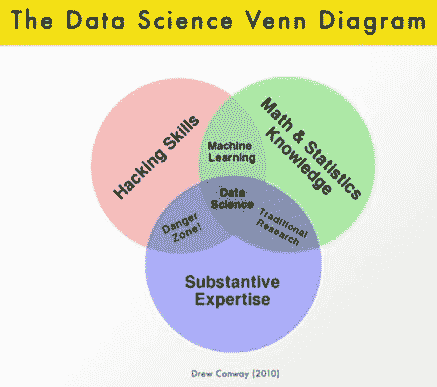 The Data Science Venn Diagram
Hacking Skills
Math & Statistics
Knowledge
Machine
Learning
Data
Science
Danger
Zone!
Traditional
Research
Substantive
Expertise
Drew Conway (2010)